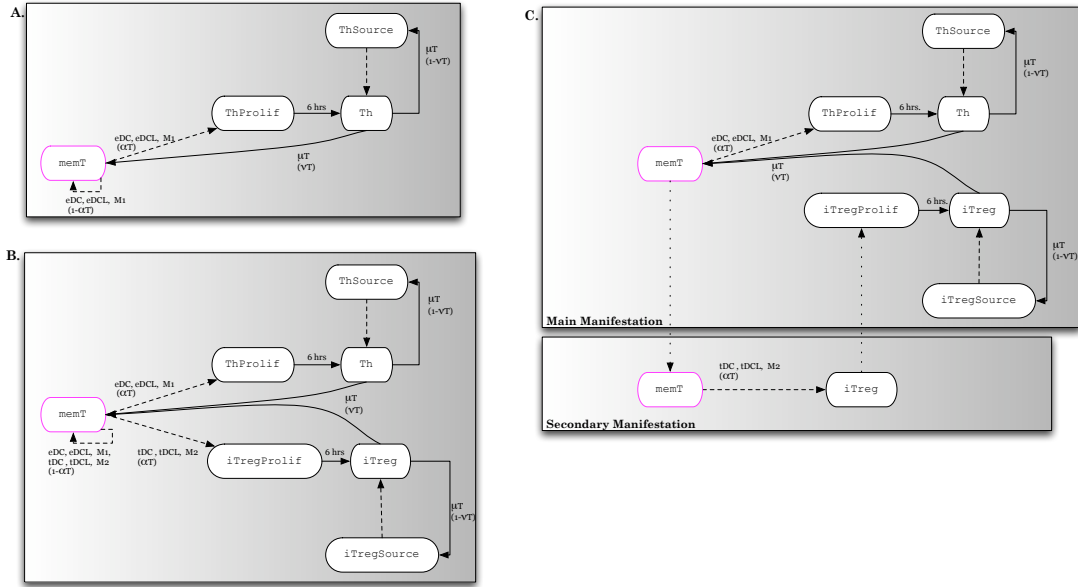 A.
ThSource
μT
(1-νT)
ThProlif
6 hrs
Th
eDC, eDCL, M1
(αT)
μT
(νT)
memT
eDC, eDCL, M1
(1-αT)
B.
ThSource
μT
(1-νT)
ThProlif
6 hrs
Th
eDC, eDCL, M1
(αT)
μT
(νT)
memT
eDC, eDCL, M1,
tDC, tDCL, M2
(1-αT)
tDC, tDCL, M2
(αT)
iTregProlif
6 hrs
iTreg
μT
(1-νT)
iTregSource
C.
ThSource
μT
(1-νT)
ThProlif
6 hrs.
Th
eDC, eDCL, M1
(αT)
μT
(νT)
memT
iTregProlif
6 hrs.
iTreg
μT
(1-νT)
iTregSource
Main Manifestation
memT
tDC, tDCL, M2
(αT)
iTreg
Secondary Manifestation